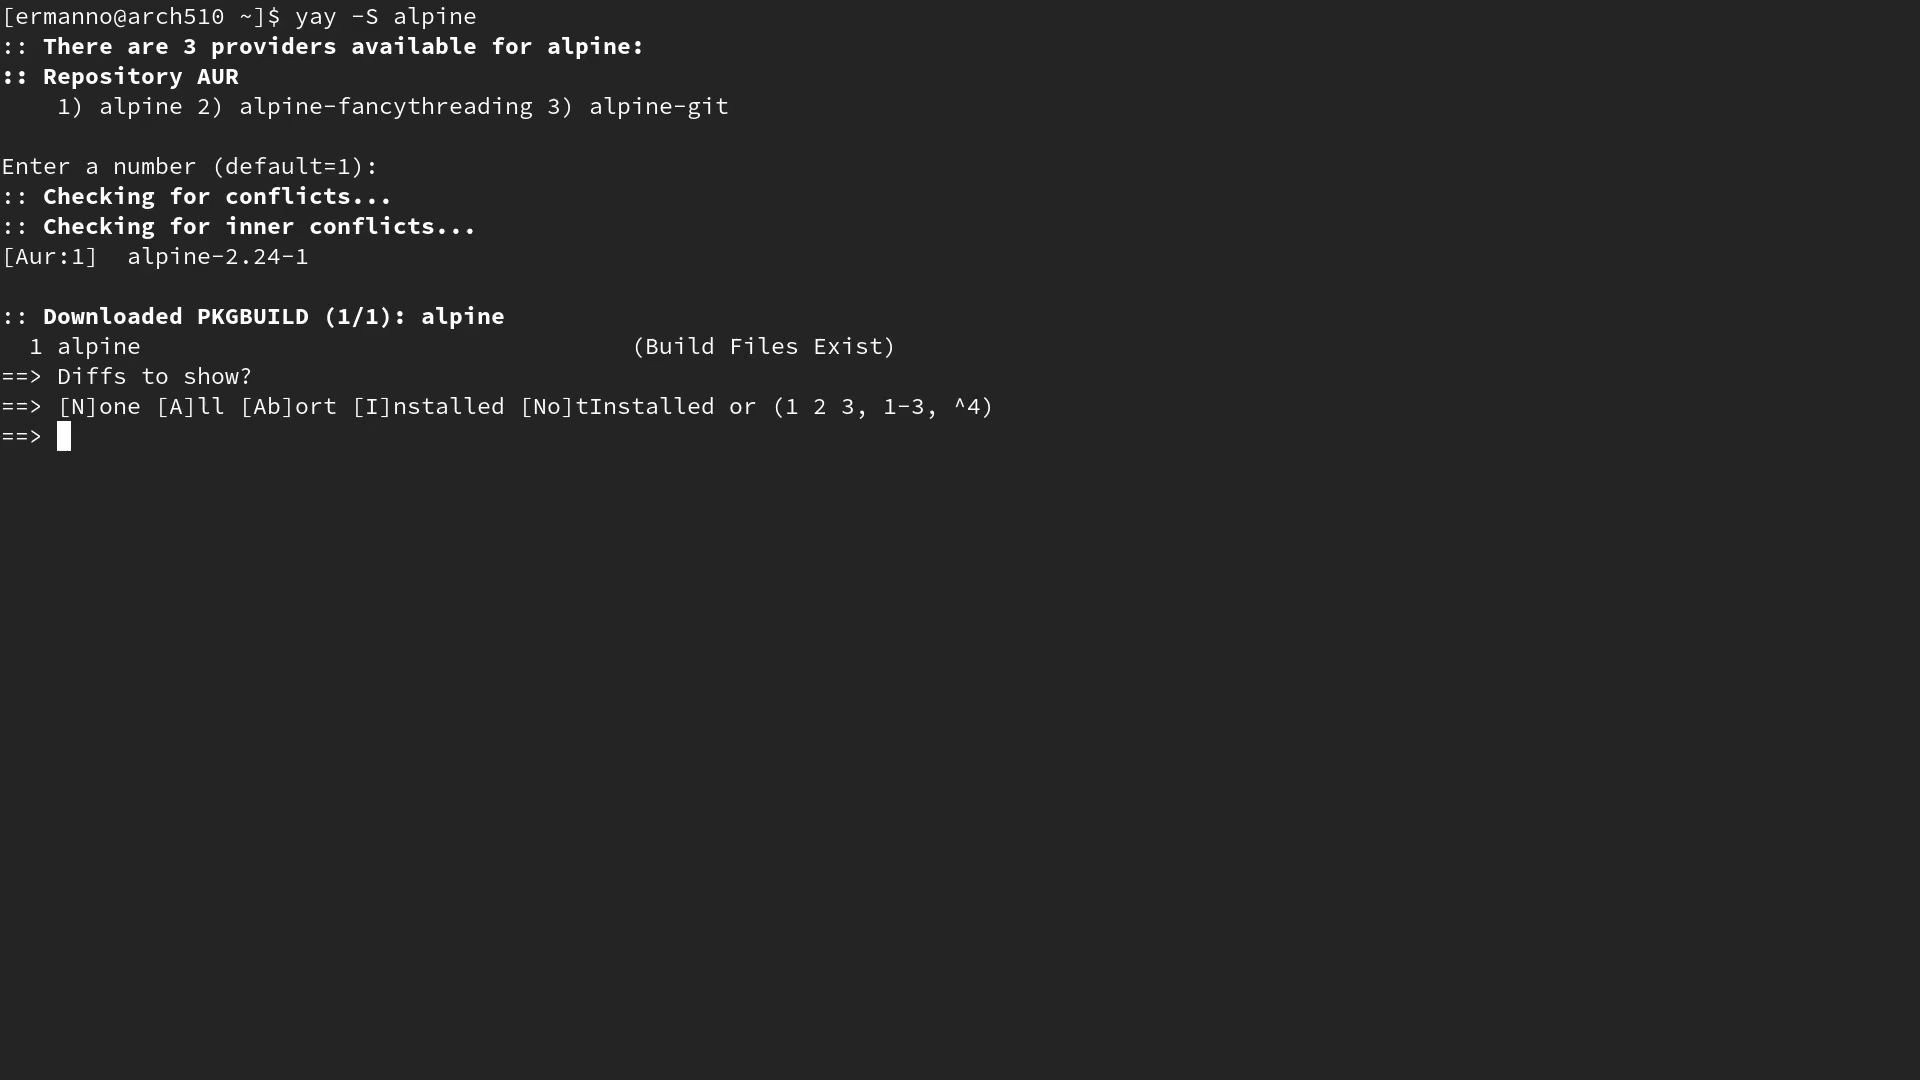 [ermanno@arch510 ~]$ yay -S alpine
:: There are 3 providers available for alpine:
:: Repository AUR
    1) alpine 2) alpine-fancythreading 3) alpine-git

Enter a number (default=1):
:: Checking for conflicts...
:: Checking for inner conflicts...
[Aur:1]  alpine-2.24-1

:: Downloaded PKGBUILD (1/1): alpine
  1 alpine                                   (Build Files Exist)
==> Diffs to show?
==> [N]one [A]ll [Ab]ort [I]nstalled [No]tInstalled or (1 2 3, 1-3, ^4)
==>